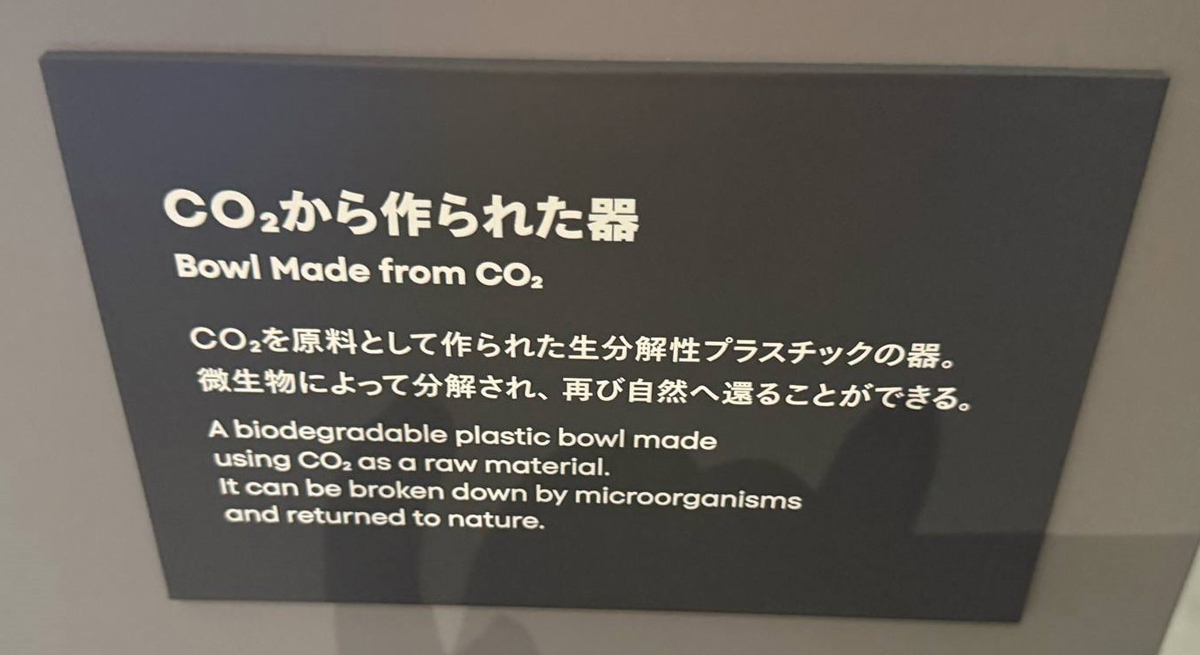 CO₂から作られた器
Bowl Made from CO₂
CO₂を原料として作られた生分解性プラスチックの器。
微生物によって分解され、再び自然へ還ることができる。
A biodegradable plastic bowl made
using CO₂ as a raw material.
It can be broken down by microorganisms
and returned to nature.